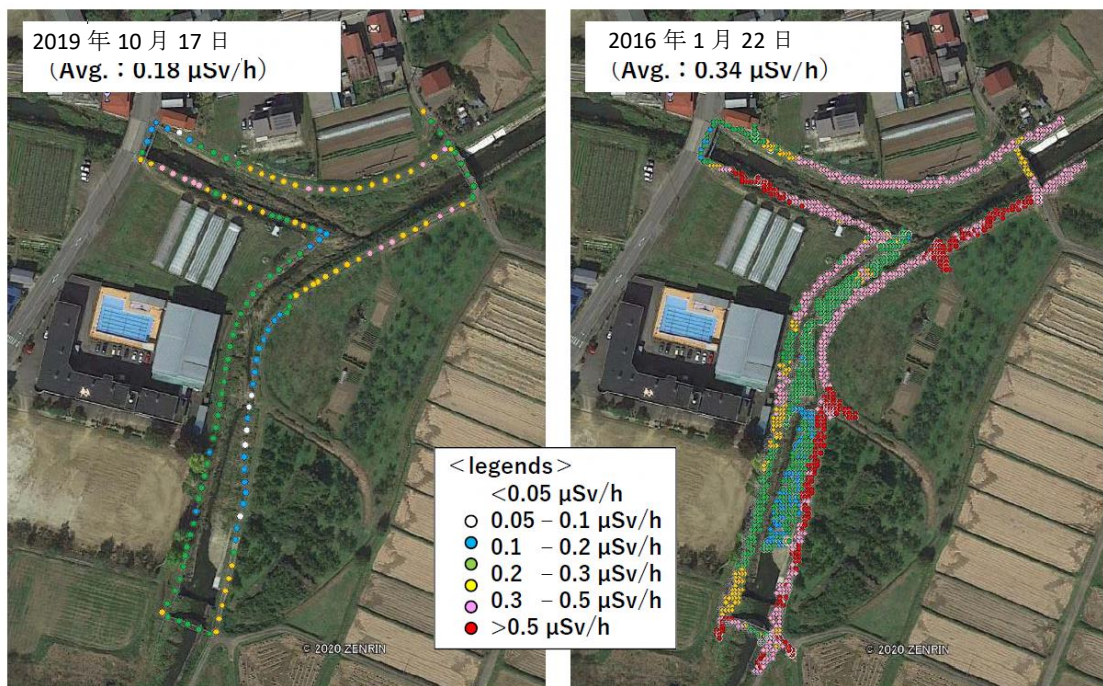 2019 年 10 月 17 日
（Avg.：0.18 μSv/h）
2016 年 1 月 22 日
（Avg.：0.34 μSv/h）
＜legends＞
<0.05 μSv/h
0.05 – 0.1 μSv/h
0.1 – 0.2 μSv/h
0.2 – 0.3 μSv/h
0.3 – 0.5 μSv/h
>0.5 μSv/h
© 2020 ZENRIN
© 2020 ZENRIN